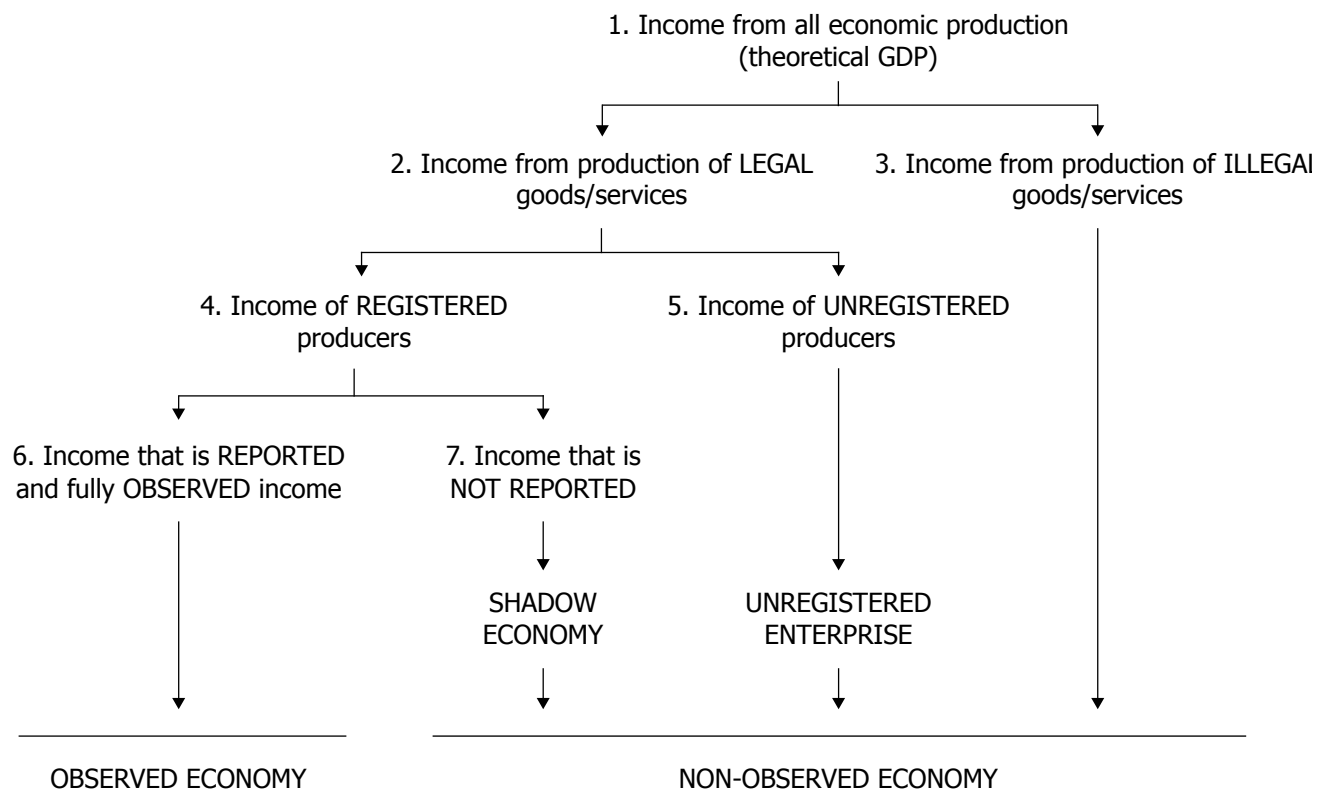 1. Income from all economic production
(theoretical GDP)
2. Income from production of LEGAL
goods/services
3. Income from production of ILLEGAL
goods/services
4. Income of REGISTERED
producers
5. Income of UNREGISTERED
producers
6. Income that is REPORTED
and fully OBSERVED income
7. Income that is
NOT REPORTED
SHADOW
ECONOMY
UNREGISTERED
ENTERPRISE
OBSERVED ECONOMY
NON-OBSERVED ECONOMY